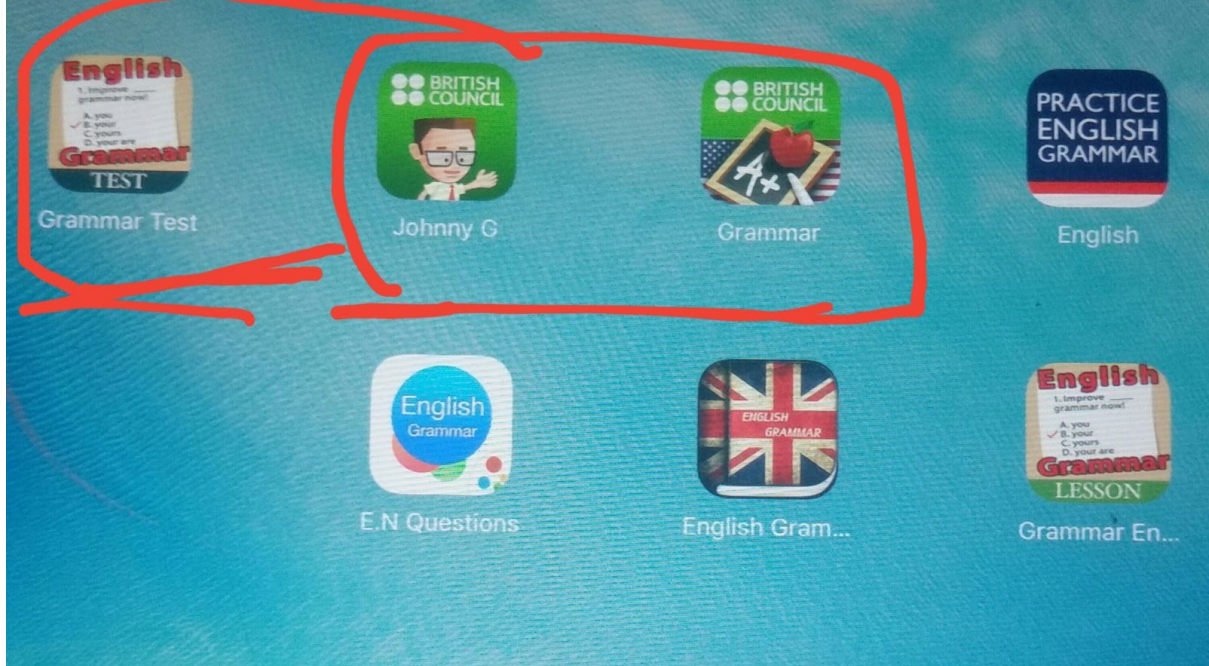 English
1. Improve ____
grammar now!
A. you
B. your
C. yours
D. your are
Grammar
TEST
Grammar Test
BRITISH
COUNCIL
Johnny G
BRITISH
COUNCIL
A+
Grammar
PRACTICE
ENGLISH
GRAMMAR
English
English
Grammar
E.N Questions
ENGLISH
GRAMMAR
English Gram...
English
1. Improve ____
grammar now!
A. you
B. your
C. yours
D. your are
Grammar
LESSON
Grammar En...